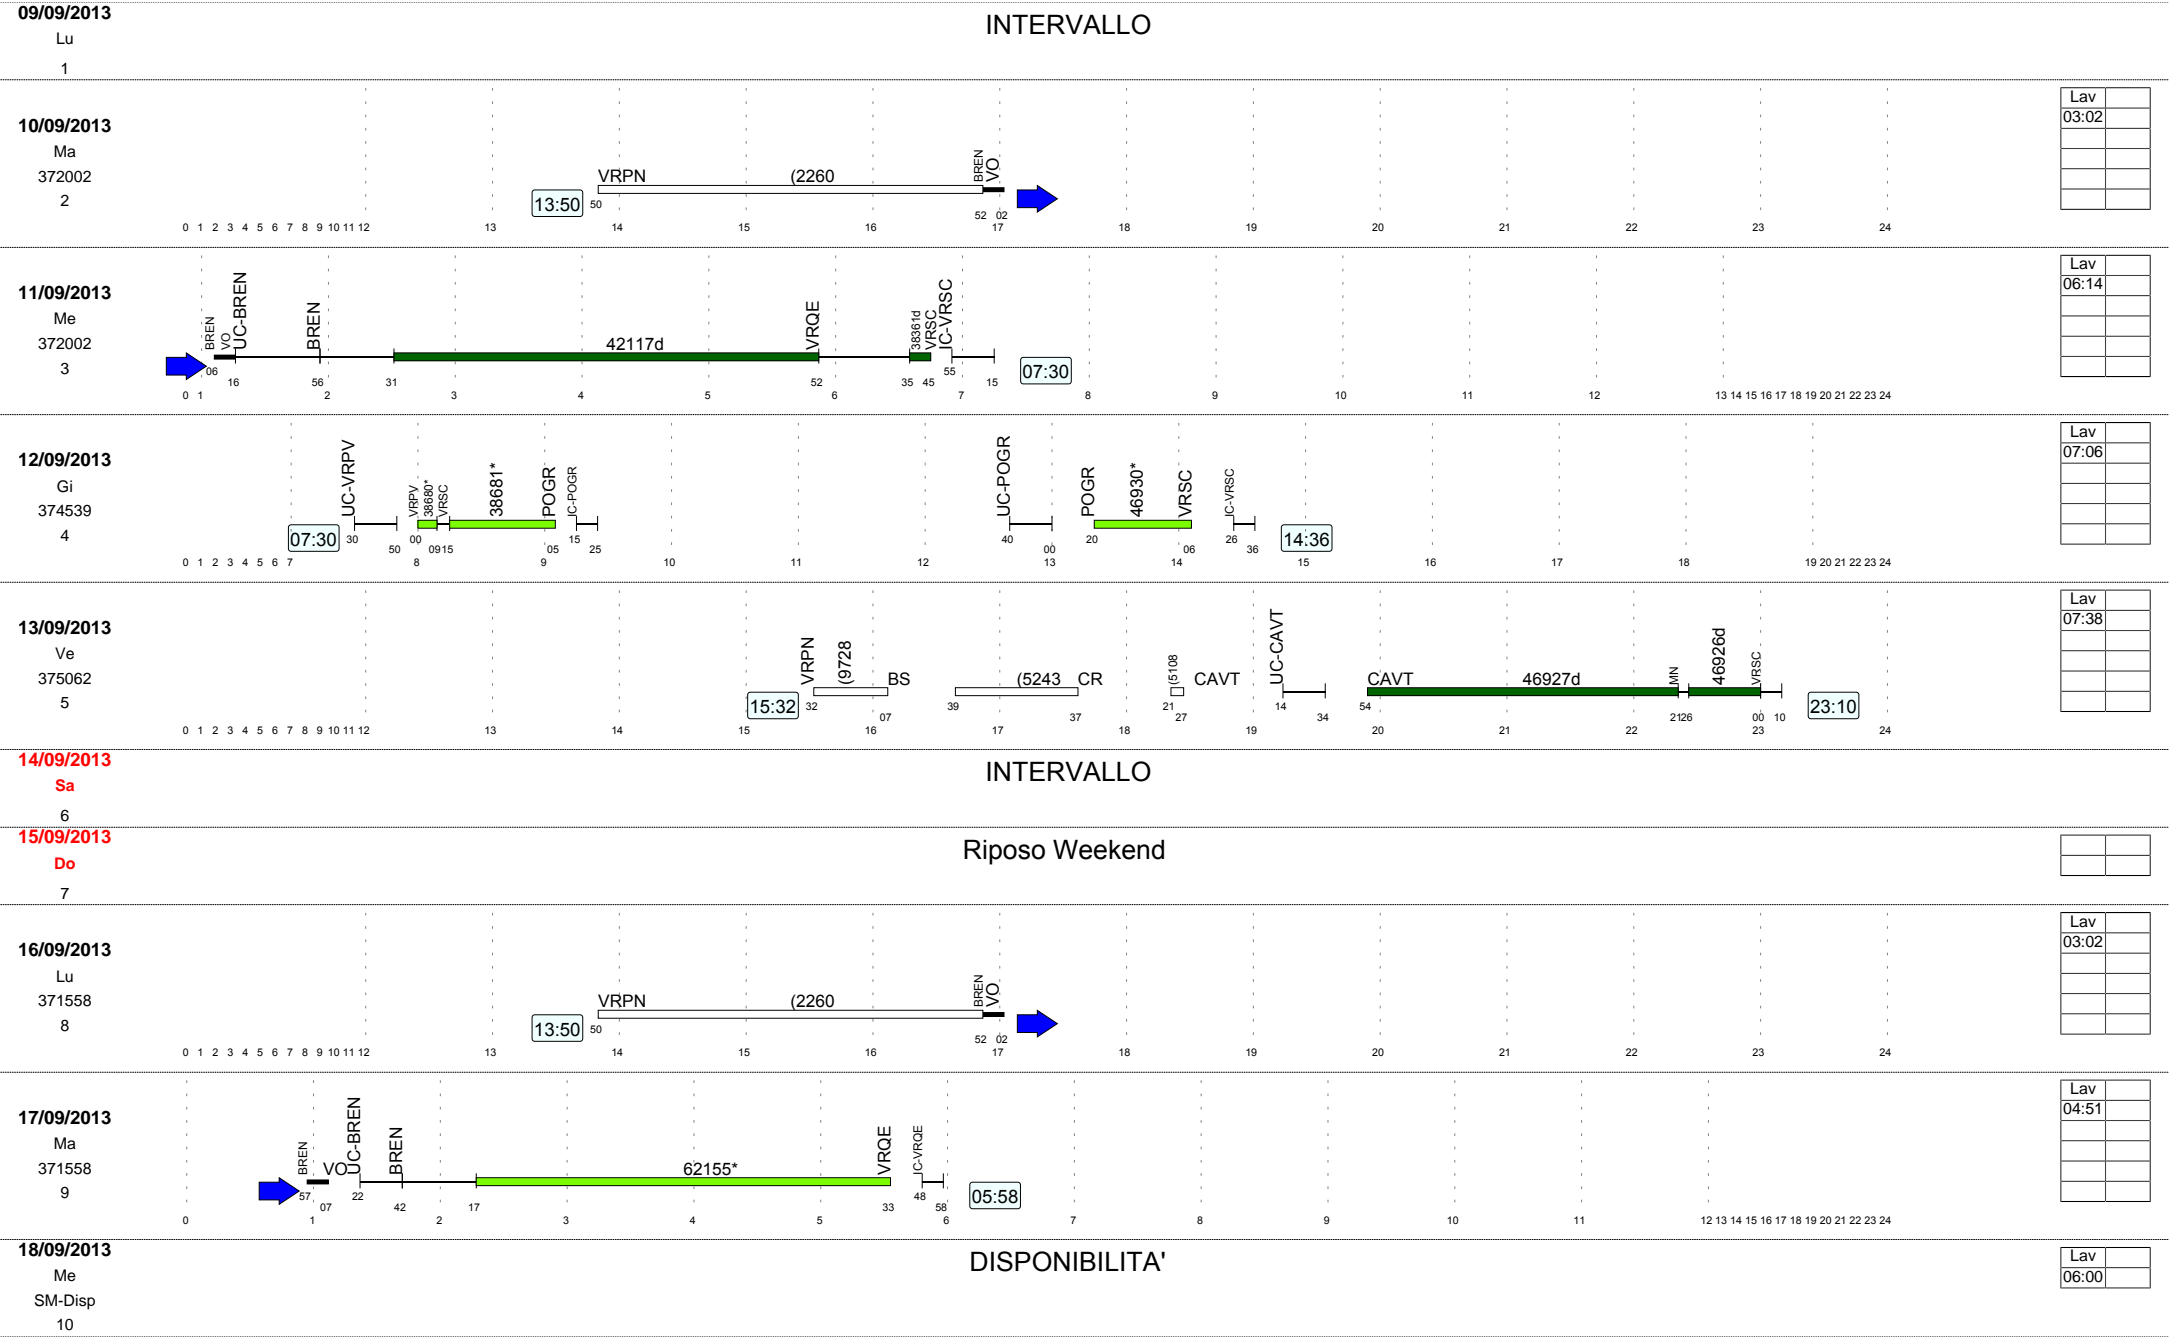 09/09/2013
Lu
1
INTERVALLO
10/09/2013
Ma
372002
2
13:50
VRPN (2260 BREN VO
50 52 02
0 1 2 3 4 5 6 7 8 9 10 11 12 13 14 15 16 17 18 19 20 21 22 23 24
Lav
03:02
11/09/2013
Me
372002
3
BREN VO UC-BREN BREN 42117d VRQE 38361d VRSC IC-VRSC
06 16 56 31 52 35 45 55 15
07:30
0 1 2 3 4 5 6 7 8 9 10 11 12 13 14 15 16 17 18 19 20 21 22 23 24
Lav
06:14
12/09/2013
Gi
374539
4
07:30
UC-VRPV VRPV 38680* VRSC 38681* POGR IC-POGR UC-POGR POGR 46930* VRSC IC-VRSC
30 50 00 09 15 05 15 25 40 00 20 06 26 36
14:36
0 1 2 3 4 5 6 7 8 9 10 11 12 13 14 15 16 17 18 19 20 21 22 23 24
Lav
07:06
13/09/2013
Ve
375062
5
15:32
VRPN (9728 BS (5243 CR (5108 CAVT UC-CAVT CAVT 46927d MN 46926d VRSC
32 07 39 37 21 27 14 34 54 21 26 00 10
23:10
0 1 2 3 4 5 6 7 8 9 10 11 12 13 14 15 16 17 18 19 20 21 22 23 24
Lav
07:38
14/09/2013
Sa
6
INTERVALLO
15/09/2013
Do
7
Riposo Weekend
16/09/2013
Lu
371558
8
13:50
VRPN (2260 BREN VO
50 52 02
0 1 2 3 4 5 6 7 8 9 10 11 12 13 14 15 16 17 18 19 20 21 22 23 24
Lav
03:02
17/09/2013
Ma
371558
9
BREN VO UC-BREN BREN 62155* VRQE IC-VRQE
57 07 22 42 17 33 48 58
05:58
0 1 2 3 4 5 6 7 8 9 10 11 12 13 14 15 16 17 18 19 20 21 22 23 24
Lav
04:51
18/09/2013
Me
SM-Disp
10
DISPONIBILITA'
Lav
06:00